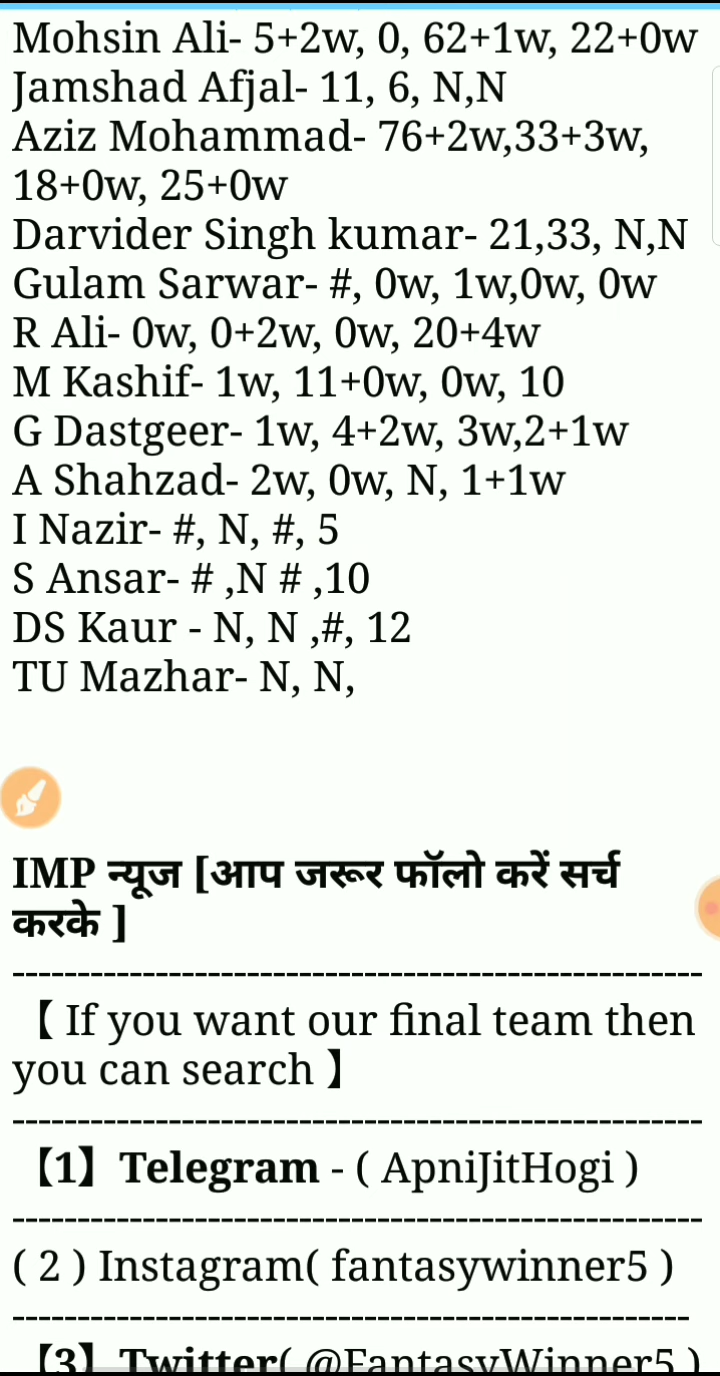 Mohsin Ali- 5+2w, 0, 62+1w, 22+0w
Jamshad Afjal- 11, 6, N,N
Aziz Mohammad- 76+2w,33+3w,
18+0w, 25+0w
Darvider Singh kumar- 21,33, N,N
Gulam Sarwar- #, 0w, 1w,0w, 0w
R Ali- 0w, 0+2w, 0w, 20+4w
M Kashif- 1w, 11+0w, 0w, 10
G Dastgeer- 1w, 4+2w, 3w,2+1w
A Shahzad- 2w, 0w, N, 1+1w
I Nazir- #, N, #, 5
S Ansar- # ,N # ,10
DS Kaur - N, N ,#, 12
TU Mazhar- N, N,
IMP न्यूज [आप जरूर फॉलो करें सर्च
करके ]
--------------------------------------------------------
【 If you want our final team then
you can search 】
--------------------------------------------------------
【1】 Telegram - ( ApniJitHogi )
--------------------------------------------------------
( 2 ) Instagram( fantasywinner5 )
-------------------------------------------------------
【3】 Twitter( @FantasyWinner5 )